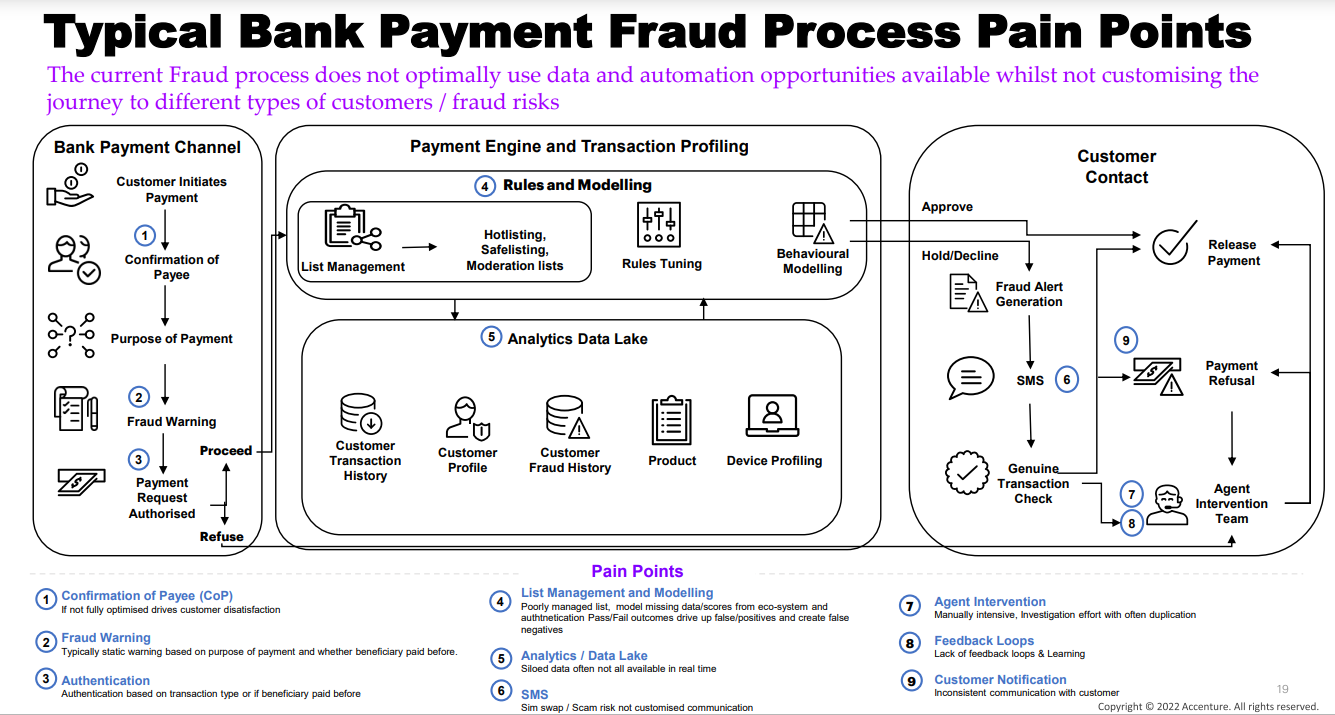 Typical Bank Payment Fraud Process Pain Points
The current Fraud process does not optimally use data and automation opportunities available whilst not customising the
journey to different types of customers / fraud risks
Bank Payment Channel
Customer Initiates
Payment
1
Confirmation of
Payee
Purpose of Payment
2
Fraud Warning
3
Payment
Request
Authorised
Proceed
Refuse
Payment Engine and Transaction Profiling
4 Rules and Modelling
List Management
Hotlisting,
Safelisting,
Moderation lists
Rules Tuning
Behavioural
Modelling
5 Analytics Data Lake
Customer
Transaction
History
Customer
Profile
Customer
Fraud History
Product
Device Profiling
Customer
Contact
Approve
Hold/Decline
Release
Payment
Fraud Alert
Generation
SMS 6
9
Payment
Refusal
Genuine
Transaction
Check
7
8
Agent
Intervention
Team
Pain Points
1 Confirmation of Payee (CoP)
If not fully optimised drives customer disatisfaction
2 Fraud Warning
Typically static warning based on purpose of payment and whether beneficiary paid before.
3 Authentication
Authentication based on transaction type or if beneficiary paid before
4 List Management and Modelling
Poorly managed list, model missing data/scores from eco-system and
authtnetication Pass/Fail outcomes drive up false/positives and create false
negatives
5 Analytics / Data Lake
Siloed data often not all available in real time
6 SMS
Sim swap / Scam risk not customised communication
7 Agent Intervention
Manually intensive, Investigation effort with often duplication
8 Feedback Loops
Lack of feedback loops & Learning
9 Customer Notification
Inconsistent communication with customer
19
Copyright © 2022 Accenture. All rights reserved.